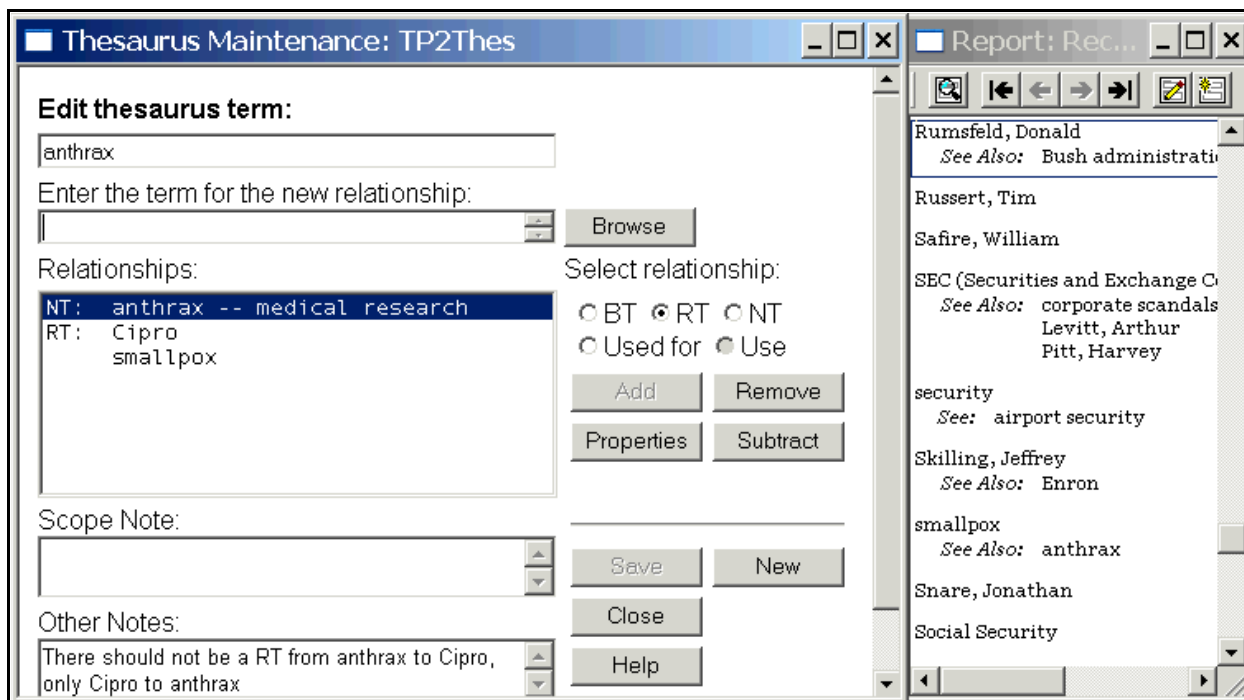 Thesaurus Maintenance: TP2Thes
Edit thesaurus term:
anthrax
Enter the term for the new relationship:
Browse
Relationships:
Select relationship:
NT: anthrax -- medical research
RT: Cipro
smallpox
BT RT NT
Used for Use
Add Remove
Properties Subtract
Scope Note:
Save New
Close
Other Notes:
There should not be a RT from anthrax to Cipro,
only Cipro to anthrax
Help
Report: Rec...
Rumsfeld, Donald
See Also: Bush administrati
Russert, Tim
Safire, William
SEC (Securities and Exchange C
See Also: corporate scandals
Levitt, Arthur
Pitt, Harvey
security
See: airport security
Skilling, Jeffrey
See Also: Enron
smallpox
See Also: anthrax
Snare, Jonathan
Social Security